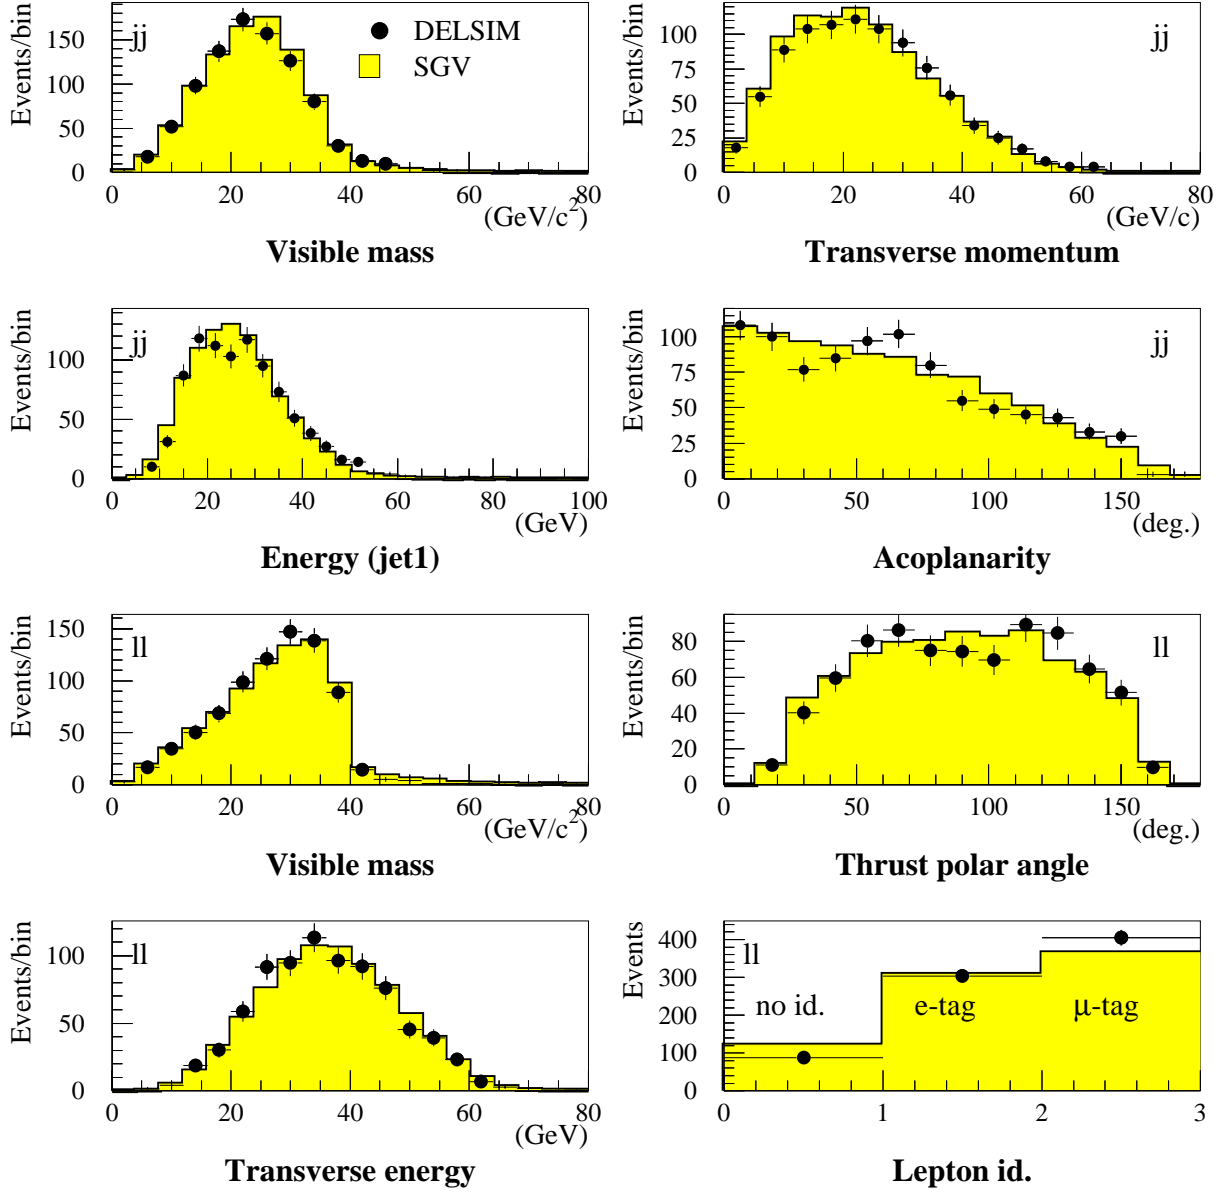 Events/bin
150
100
50
0
jj
DELSIM
SGV
0 20 40 60 80
(GeV/c2)
Visible mass
Events/bin
100
75
50
25
0
jj
0 20 40 60 80
(GeV/c)
Transverse momentum
Events/bin
100
50
0
jj
0 20 40 60 80 100
(GeV)
Energy (jet1)
Events/bin
100
75
50
25
0
jj
0 50 100 150
(deg.)
Acoplanarity
Events/bin
150
100
50
0
ll
0 20 40 60 80
(GeV/c2)
Visible mass
Events/bin
80
60
40
20
0
ll
0 50 100 150
(deg.)
Thrust polar angle
Events/bin
100
50
0
ll
0 20 40 60 80
(GeV)
Transverse energy
Events
400
300
200
100
0
ll
no id. e-tag μ-tag
0 1 2 3
Lepton id.